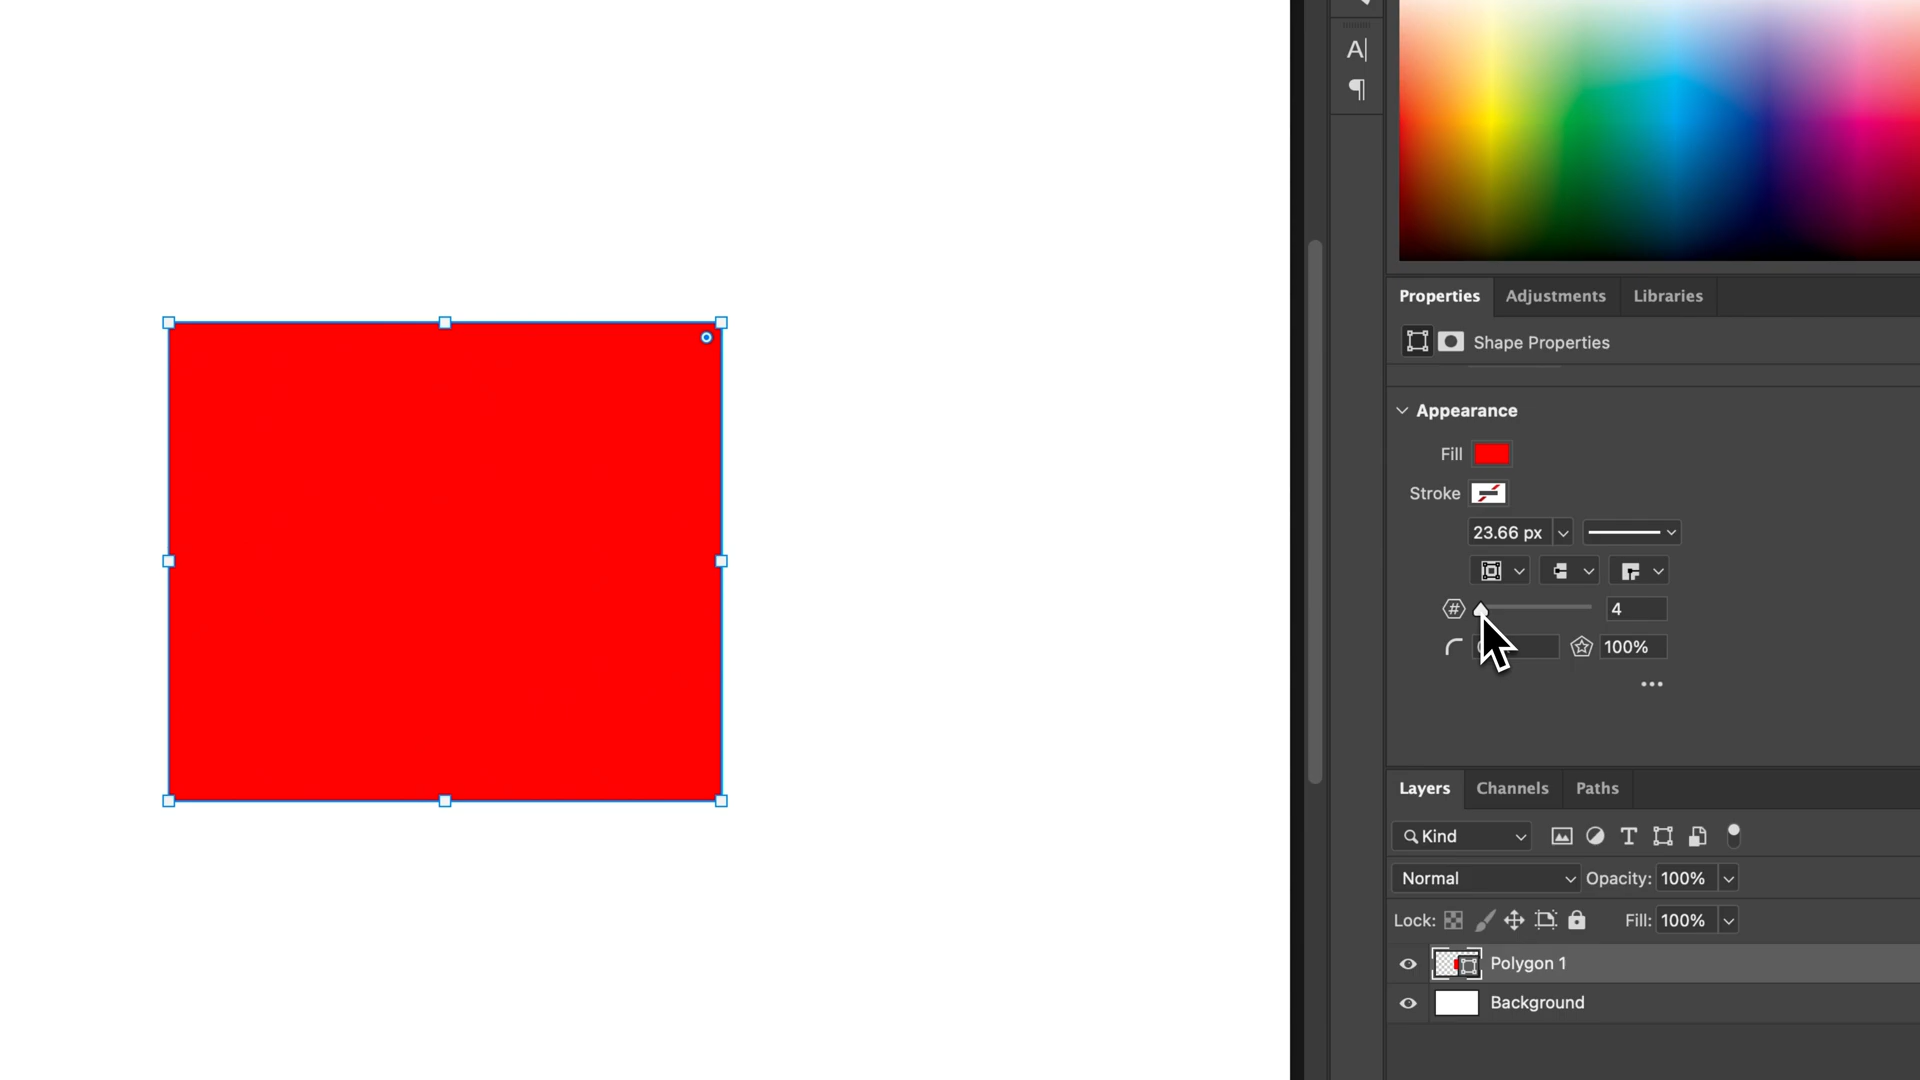 A|
¶
Properties Adjustments Libraries
Shape Properties
Appearance
Fill
Stroke
23.66 px
# 4
100%
Layers Channels Paths
Kind T
Normal Opacity: 100%
Lock: Fill: 100%
Polygon 1
Background